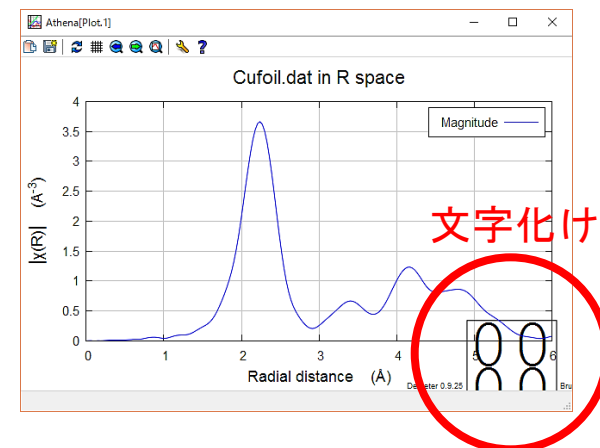 Athena[Plot.1]
Cufoil.dat in R space
Magnitude
4
3.5
3
2.5
2
1.5
1
0.5
0
|χ(R)| (Å⁻³)
0 1 2 3 4 5 6
Radial distance (Å)
文字化け
00
Demeter 0.9.25
Bru